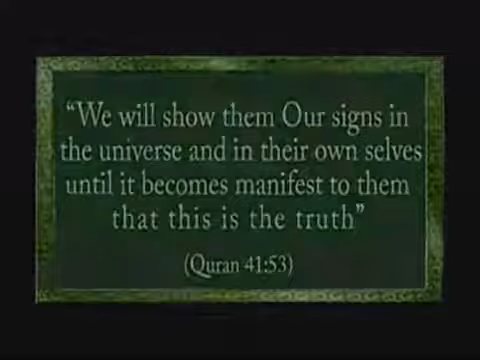 “We will show them Our signs in
the universe and in their own selves
until it becomes manifest to them
that this is the truth”
(Quran 41:53)